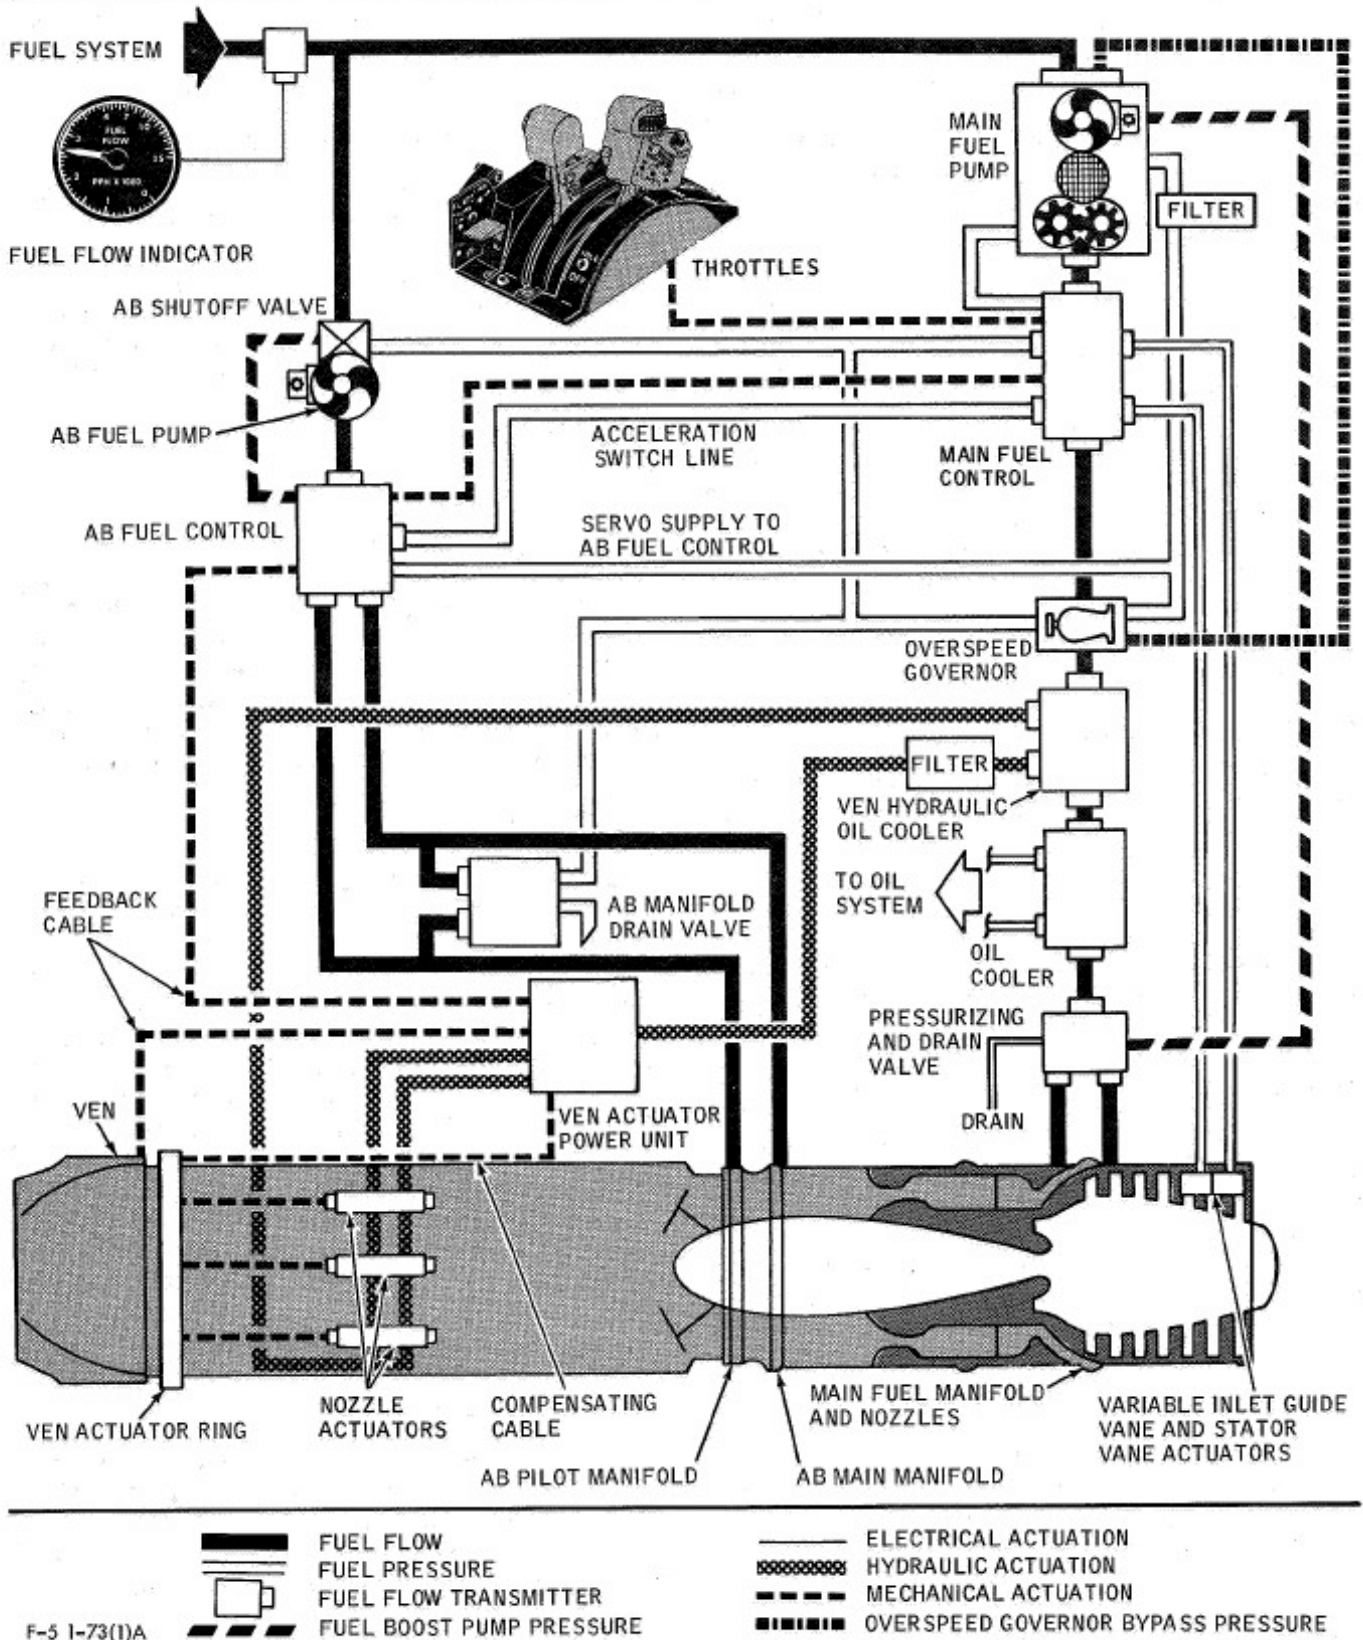 FUEL SYSTEM
FUEL
FLOW
PPH X 1000
FUEL FLOW INDICATOR
MAIN
FUEL
PUMP
FILTER
THROTTLES
OFF
AB SHUTOFF VALVE
AB FUEL PUMP
ACCELERATION
SWITCH LINE
MAIN FUEL
CONTROL
AB FUEL CONTROL
SERVO SUPPLY TO
AB FUEL CONTROL
OVERSPEED
GOVERNOR
FILTER
VEN HYDRAULIC
OIL COOLER
TO OIL
SYSTEM
FEEDBACK
CABLE
AB MANIFOLD
DRAIN VALVE
OIL
COOLER
PRESSURIZING
AND DRAIN
VALVE
VEN
VEN ACTUATOR
POWER UNIT
DRAIN
VEN ACTUATOR RING
NOZZLE
ACTUATORS
COMPENSATING
CABLE
MAIN FUEL MANIFOLD
AND NOZZLES
VARIABLE INLET GUIDE
VANE AND STATOR
VANE ACTUATORS
AB PILOT MANIFOLD
AB MAIN MANIFOLD
FUEL FLOW
FUEL PRESSURE
FUEL FLOW TRANSMITTER
FUEL BOOST PUMP PRESSURE
ELECTRICAL ACTUATION
HYDRAULIC ACTUATION
MECHANICAL ACTUATION
OVERSPEED GOVERNOR BYPASS PRESSURE
F-5 1-73(1)A